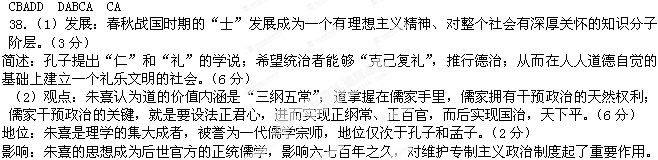 CBADD DABCA CA
38.(1)发展：春秋战国时期的“士”发展成为一个有理想主义精神、对整个社会有深厚关怀的知识分子
阶层。(3分)
简述：孔子提出“仁”和“礼”的学说；希望统治者能够“克己复礼”，推行德治；从而在人人道德自觉的
基础上建立一个礼乐文明的社会。(6分)
(2)观点：朱熹认为道的价值内涵是“三纲五常”；道掌握在儒家手里，儒家拥有干预政治的天然权利；
儒家干预政治的关键，就是要设法正君心，进而实现正纲常、正百官，而后实现国治，天下平。(6分)
地位：朱熹是理学的集大成者，被誉为一代儒学宗师，地位仅次于孔子和孟子。(2分)
影响：朱熹的思想成为后世官方的正统儒学，影响六七百年之久，对维护专制主义政治制度起了重要作用。